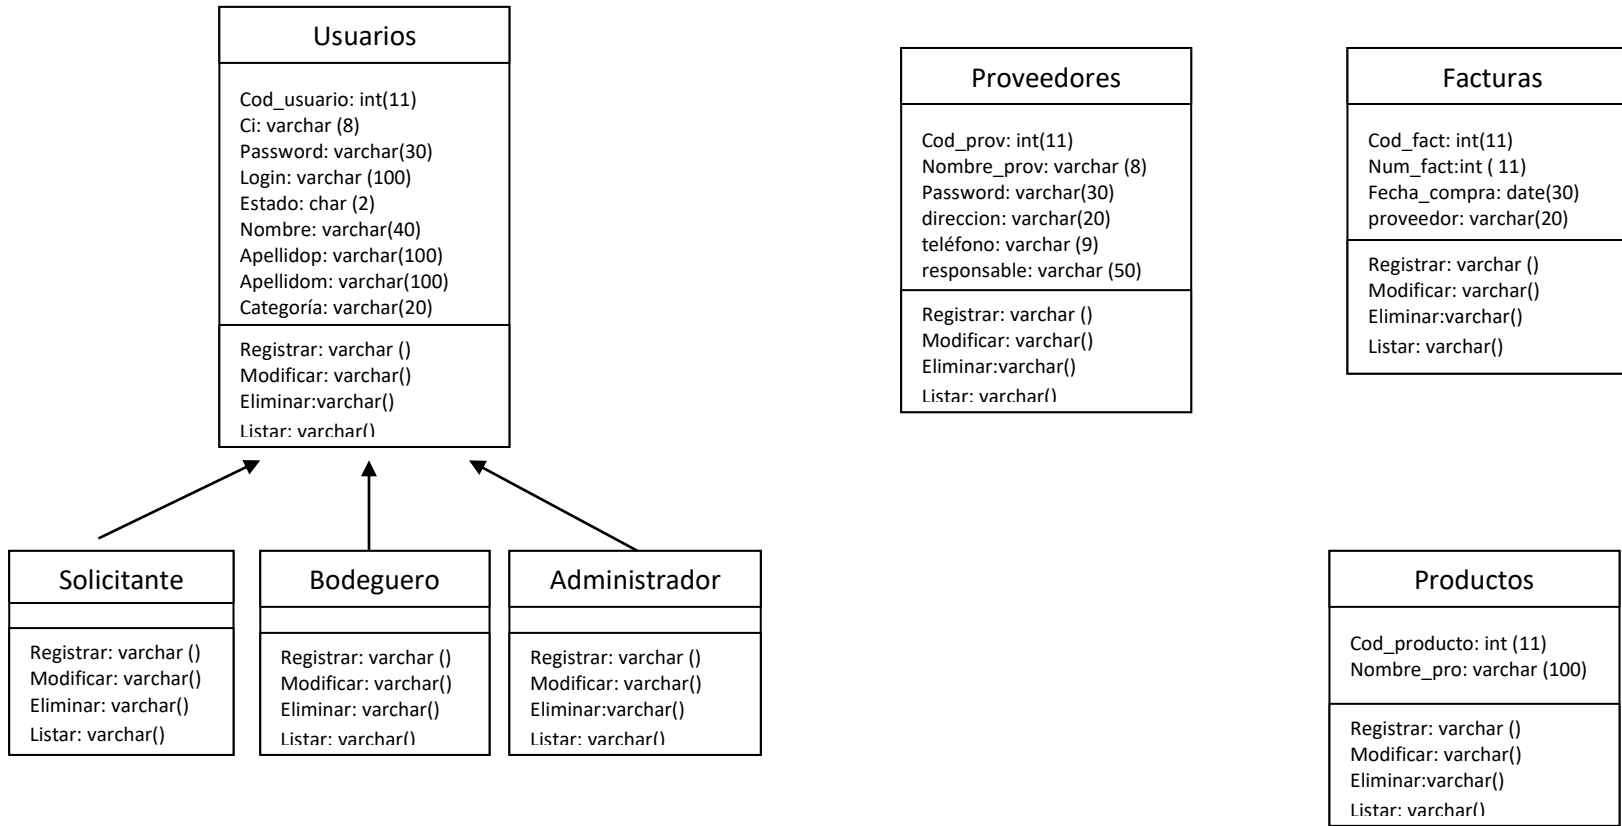 Usuarios
Cod_usuario: int(11)
Ci: varchar (8)
Password: varchar(30)
Login: varchar (100)
Estado: char (2)
Nombre: varchar(40)
Apellidop: varchar(100)
Apellidom: varchar(100)
Categoría: varchar(20)
Registrar: varchar ()
Modificar: varchar()
Eliminar:varchar()
Listar: varchar()
Proveedores
Cod_prov: int(11)
Nombre_prov: varchar (8)
Password: varchar(30)
direccion: varchar(20)
teléfono: varchar (9)
responsable: varchar (50)
Registrar: varchar ()
Modificar: varchar()
Eliminar:varchar()
Listar: varchar()
Facturas
Cod_fact: int(11)
Num_fact:int ( 11)
Fecha_compra: date(30)
proveedor: varchar(20)
Registrar: varchar ()
Modificar: varchar()
Eliminar:varchar()
Listar: varchar()
Solicitante
Registrar: varchar ()
Modificar: varchar()
Eliminar: varchar()
Listar: varchar()
Bodeguero
Registrar: varchar ()
Modificar: varchar()
Eliminar: varchar()
Listar: varchar()
Administrador
Registrar: varchar ()
Modificar: varchar()
Eliminar:varchar()
Listar: varchar()
Productos
Cod_producto: int (11)
Nombre_pro: varchar (100)
Registrar: varchar ()
Modificar: varchar()
Eliminar:varchar()
Listar: varchar()